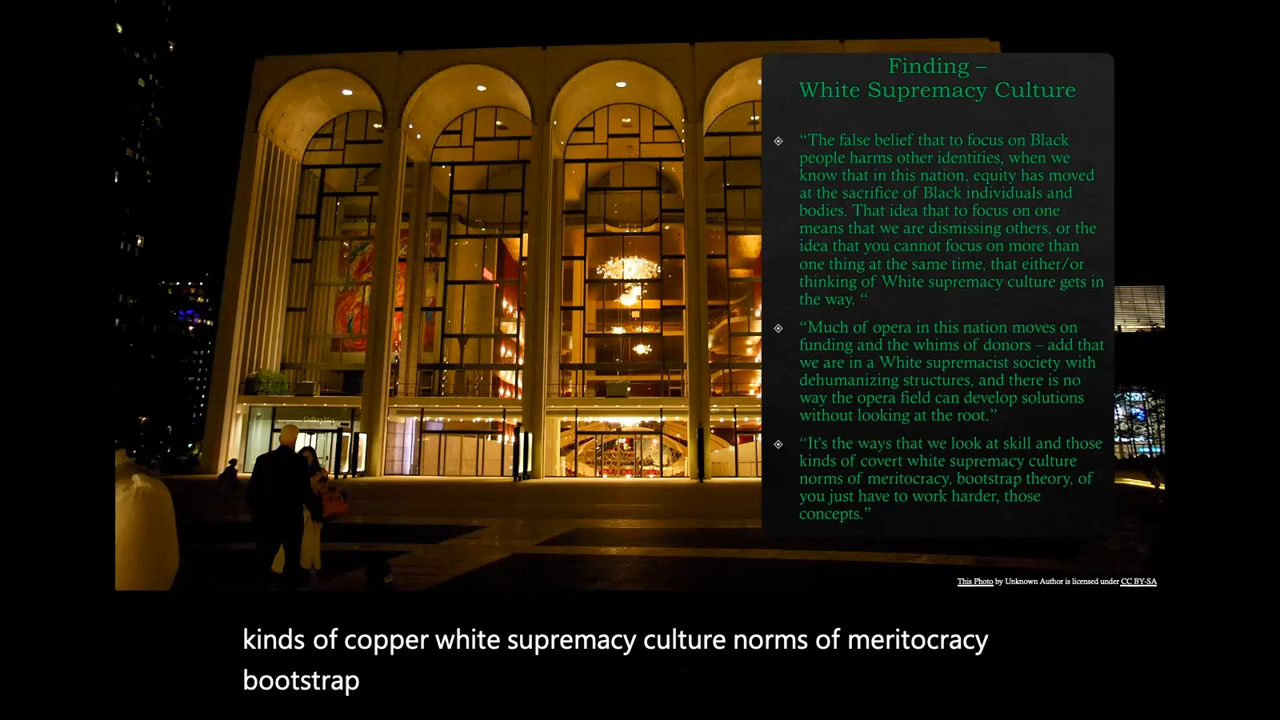 Finding –
White Supremacy Culture
“The false belief that to focus on Black
people harms other identities, when we
know that in this nation, equity has moved
at the sacrifice of Black individuals and
bodies. That idea that to focus on one
means that we are dismissing others, or the
idea that you cannot focus on more than
one thing at the same time, that either/or
thinking of White supremacy culture gets in
the way. “
“Much of opera in this nation moves on
funding and the whims of donors – add that
we are in a White supremacist society with
dehumanizing structures, and there is no
way the opera field can develop solutions
without looking at the root.”
“It's the ways that we look at skill and those
kinds of covert white supremacy culture
norms of meritocracy, bootstrap theory, of
you just have to work harder, those
concepts.”
This Photo by Unknown Author is licensed under CC BY-SA
kinds of copper white supremacy culture norms of meritocracy
bootstrap